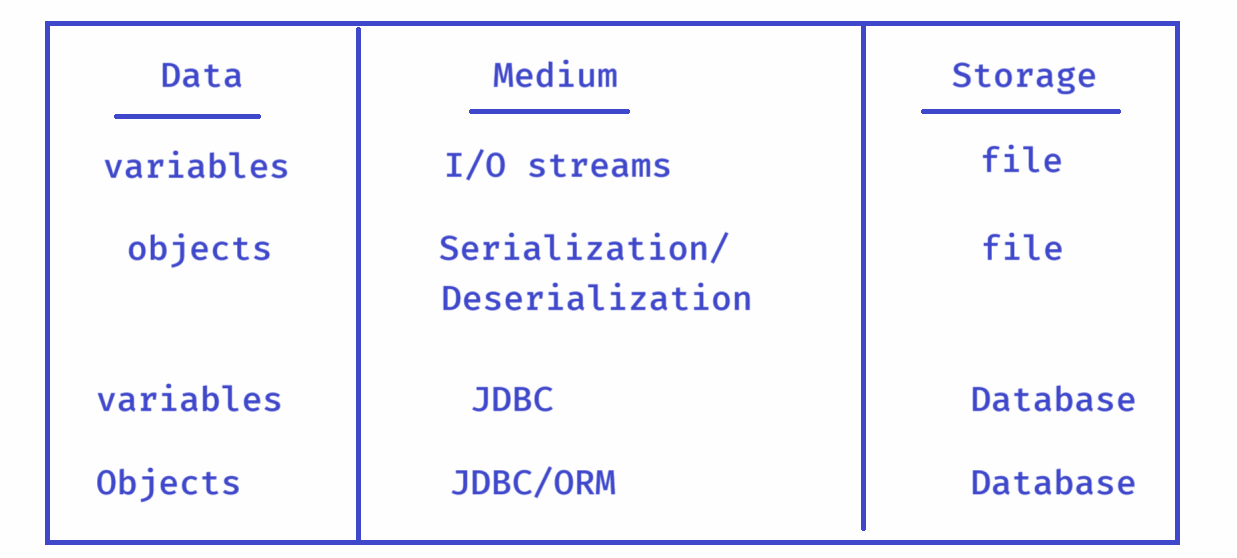 Data Medium Storage
variables I/O streams file
objects Serialization/ file
Deserialization
variables JDBC Database
Objects JDBC/ORM Database